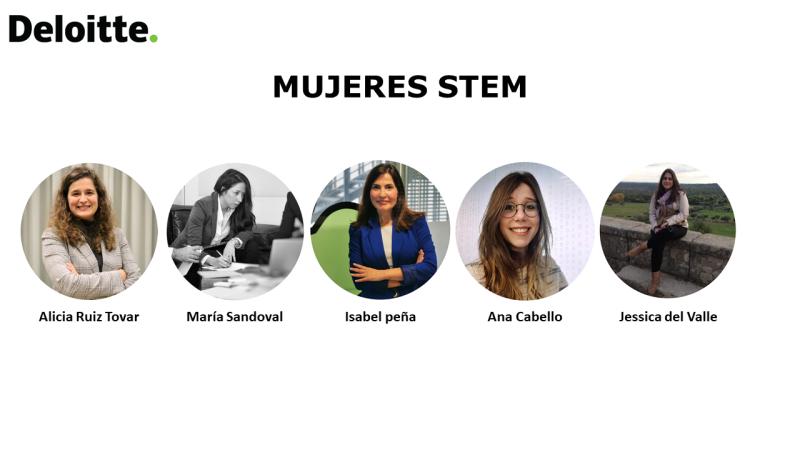 Deloitte.
MUJERES STEM
Alicia Ruiz Tovar
María Sandoval
Isabel peña
Ana Cabello
Jessica del Valle